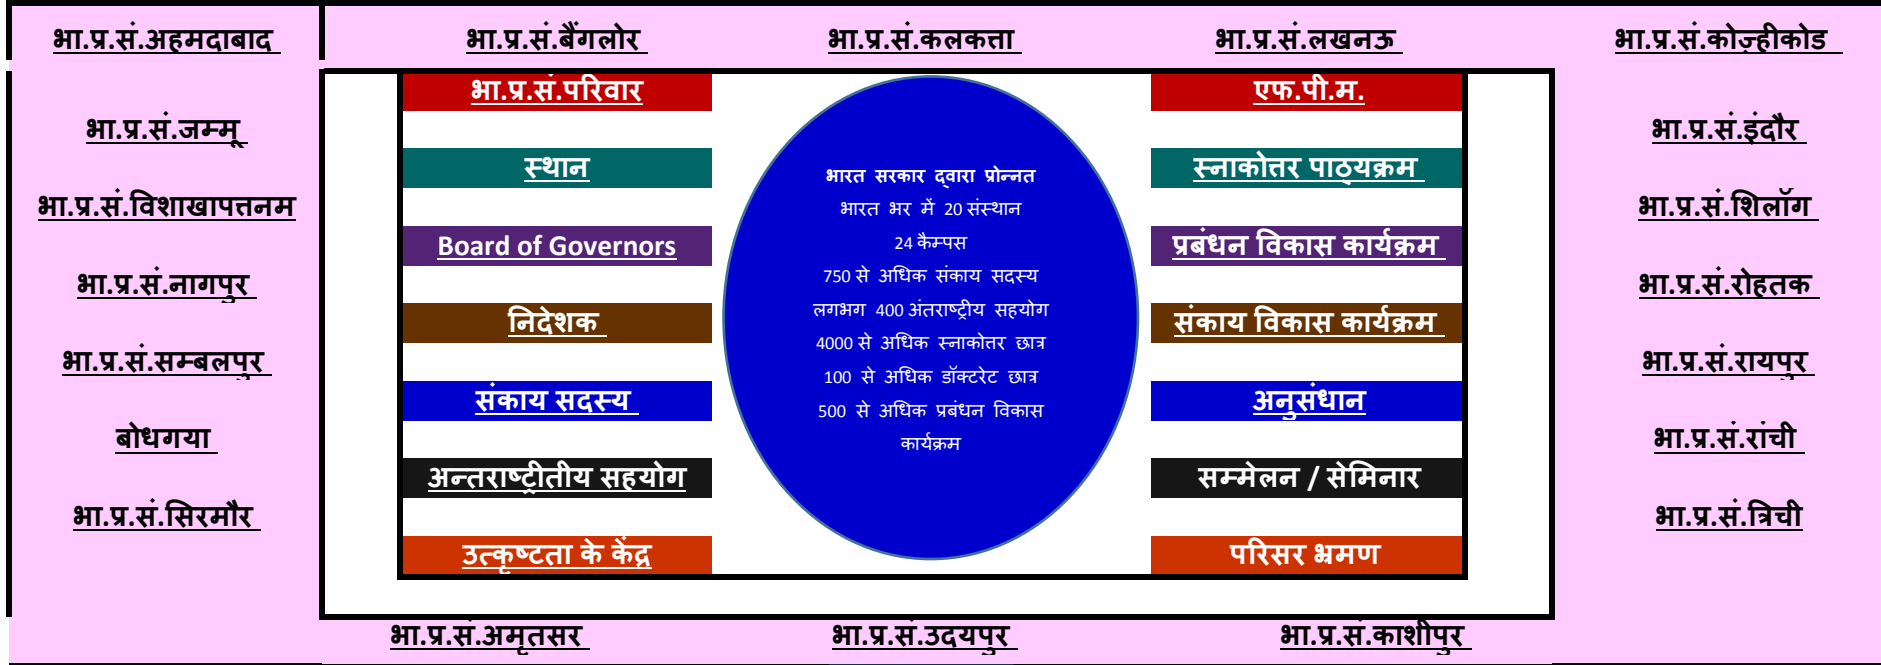 भा.प्र.सं.अहमदाबाद
भा.प्र.सं.बैंगलोर
भा.प्र.सं.कलकत्ता
भा.प्र.सं.लखनऊ
भा.प्र.सं.कोज़्हीकोड
भा.प्र.सं.जम्मू
भा.प्र.सं.विशाखापत्तनम
भा.प्र.सं.नागपुर
भा.प्र.सं.सम्बलपुर
बोधगया
भा.प्र.सं.सिरमौर
भा.प्र.सं.परिवार
स्थान
Board of Governors
निदेशक
संकाय सदस्य
अन्तराष्ट्रीतीय सहयोग
उत्कृष्टता के केंद्र
भारत सरकार द्वारा प्रोन्नत
भारत भर में 20 संस्थान
24 कैम्पस
750 से अधिक संकाय सदस्य
लगभग 400 अंतराष्ट्रीय सहयोग
4000 से अधिक स्नाकोत्तर छात्र
100 से अधिक डॉक्टरेट छात्र
500 से अधिक प्रबंधन विकास
कार्यक्रम
एफ.पी.म.
स्नाकोत्तर पाठ्यक्रम
प्रबंधन विकास कार्यक्रम
संकाय विकास कार्यक्रम
अनुसंधान
सम्मेलन / सेमिनार
परिसर भ्रमण
भा.प्र.सं.इंदौर
भा.प्र.सं.शिलॉग
भा.प्र.सं.रोहतक
भा.प्र.सं.रायपुर
भा.प्र.सं.रांची
भा.प्र.सं.त्रिची
भा.प्र.सं.अमृतसर
भा.प्र.सं.उदयपुर
भा.प्र.सं.काशीपुर